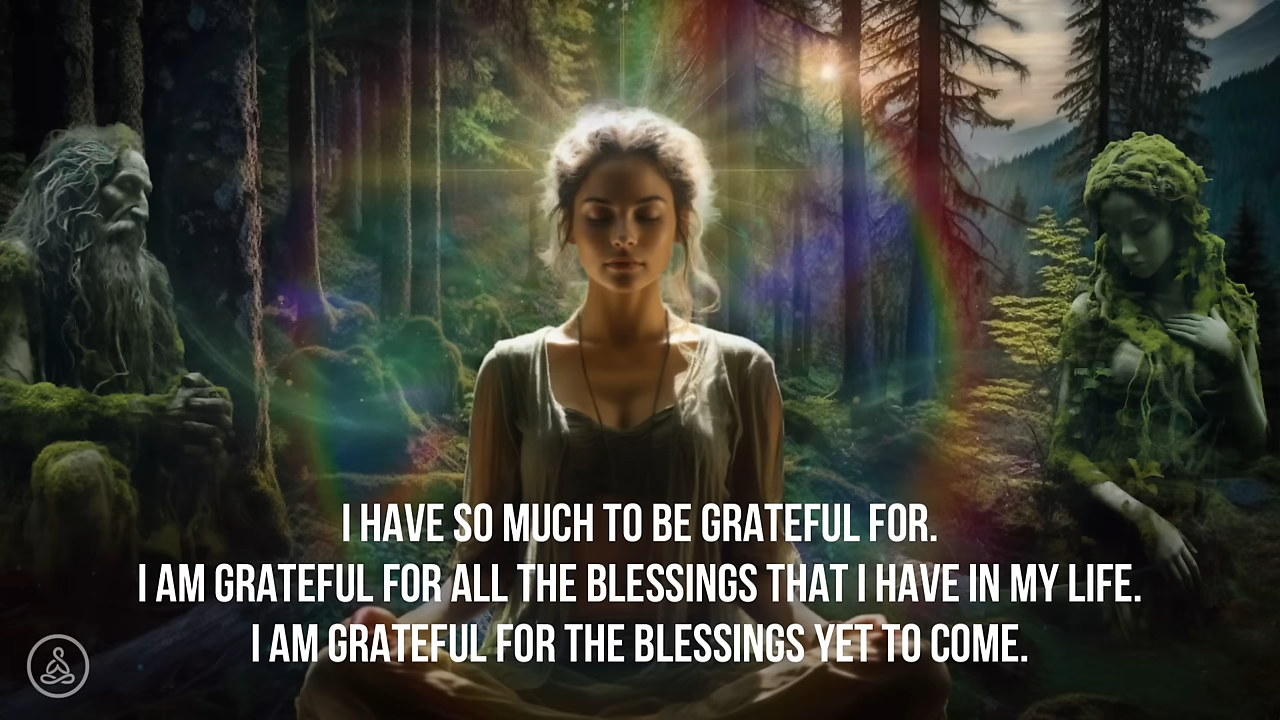 I HAVE SO MUCH TO BE GRATEFUL FOR.
I AM GRATEFUL FOR ALL THE BLESSINGS THAT I HAVE IN MY LIFE.
I AM GRATEFUL FOR THE BLESSINGS YET TO COME.